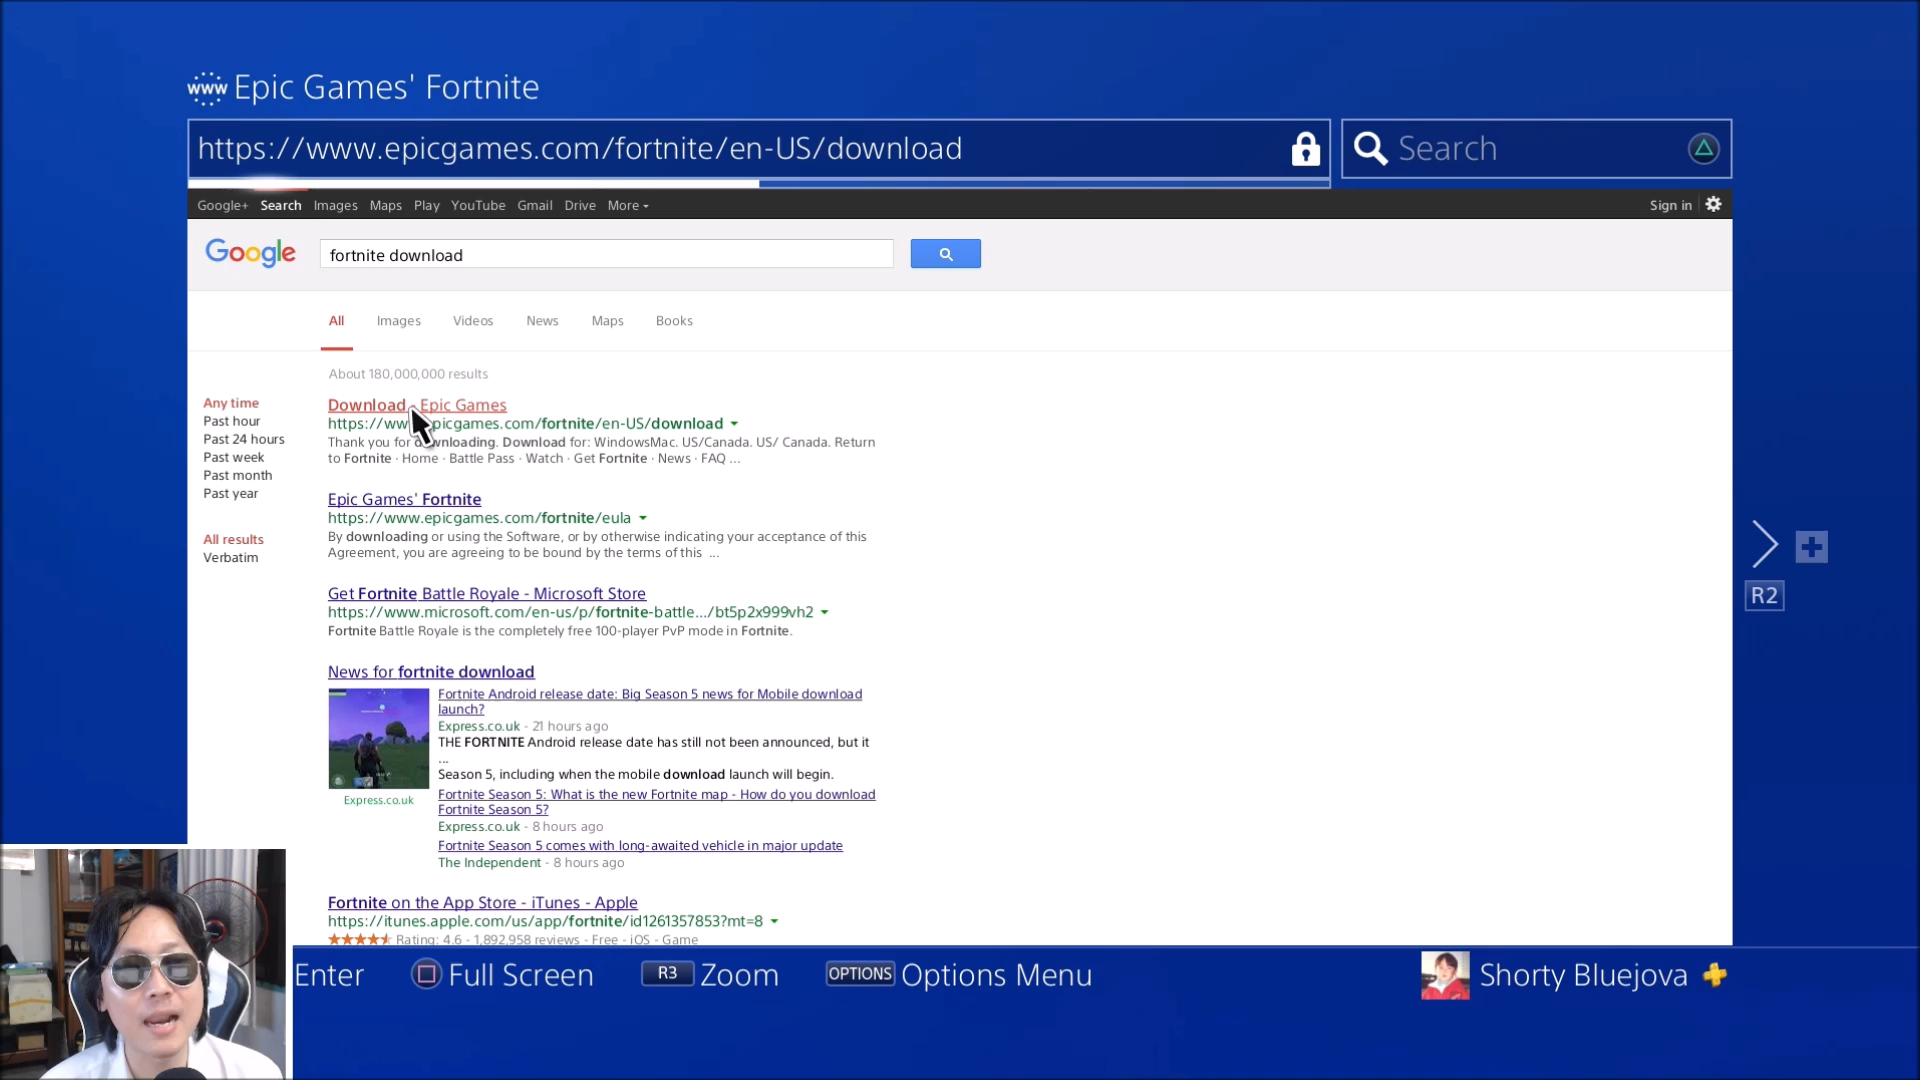 www Epic Games' Fortnite
https://www.epicgames.com/fortnite/en-US/download
Search
Google+ Search Images Maps Play YouTube Gmail Drive More
Sign in
Google
fortnite download
All Images Videos News Maps Books
About 180,000,000 results
Any time
Past hour
Past 24 hours
Past week
Past month
Past year
All results
Verbatim
Download - Epic Games
https://www.epicgames.com/fortnite/en-US/download
Thank you for downloading. Download for: WindowsMac. US/Canada. US/ Canada. Return
to Fortnite · Home · Battle Pass · Watch · Get Fortnite · News · FAQ ...
Epic Games' Fortnite
https://www.epicgames.com/fortnite/eula
By downloading or using the Software, or by otherwise indicating your acceptance of this
Agreement, you are agreeing to be bound by the terms of this ...
Get Fortnite Battle Royale - Microsoft Store
https://www.microsoft.com/en-us/p/fortnite-battle.../bt5p2x999vh2
Fortnite Battle Royale is the completely free 100-player PvP mode in Fortnite.
News for fortnite download
Fortnite Android release date: Big Season 5 news for Mobile download
launch?
Express.co.uk - 21 hours ago
THE FORTNITE Android release date has still not been announced, but it
...
Season 5, including when the mobile download launch will begin.
Express.co.uk
Fortnite Season 5: What is the new Fortnite map - How do you download
Fortnite Season 5?
Express.co.uk - 8 hours ago
Fortnite Season 5 comes with long-awaited vehicle in major update
The Independent - 8 hours ago
Fortnite on the App Store - iTunes - Apple
https://itunes.apple.com/us/app/fortnite/id1261357853?mt=8
Rating: 4.6 - 1,892,958 reviews - Free - iOS - Game
R2
Enter
Full Screen
R3 Zoom
OPTIONS Options Menu
Shorty Bluejova